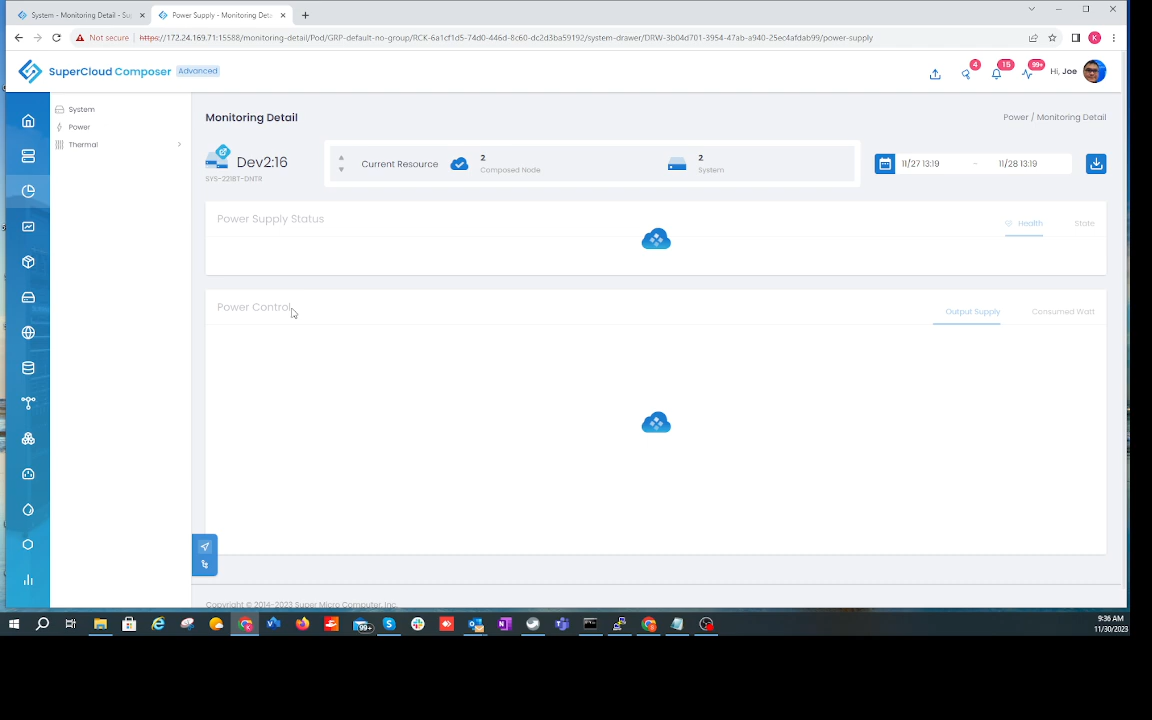 System - Monitoring Detail - Su
Power Supply - Monitoring Deta
Not secure
https://172.24.169.71:15588/monitoring-detail/Pod/GRP-default-no-group/RCK-6a1cf1d5-74d0-446d-8c60-dc2d3ba59192/system-drawer/DRW-3b04d701-3954-47ab-a940-25ec4afdab99/power-supply
SuperCloud Composer Advanced
4
15
99+
Hi, Joe
System
Power
Thermal
Monitoring Detail
Power / Monitoring Detail
Dev2:16
SYS-221BT-DNTR
Current Resource
2
Composed Node
2
System
11/27 13:19 ~ 11/28 13:19
Power Supply Status
Health
State
Power Control
Output Supply
Consumed Watt
Copyright © 2014-2023 Super Micro Computer, Inc.
99+
9:36 AM
11/30/2023